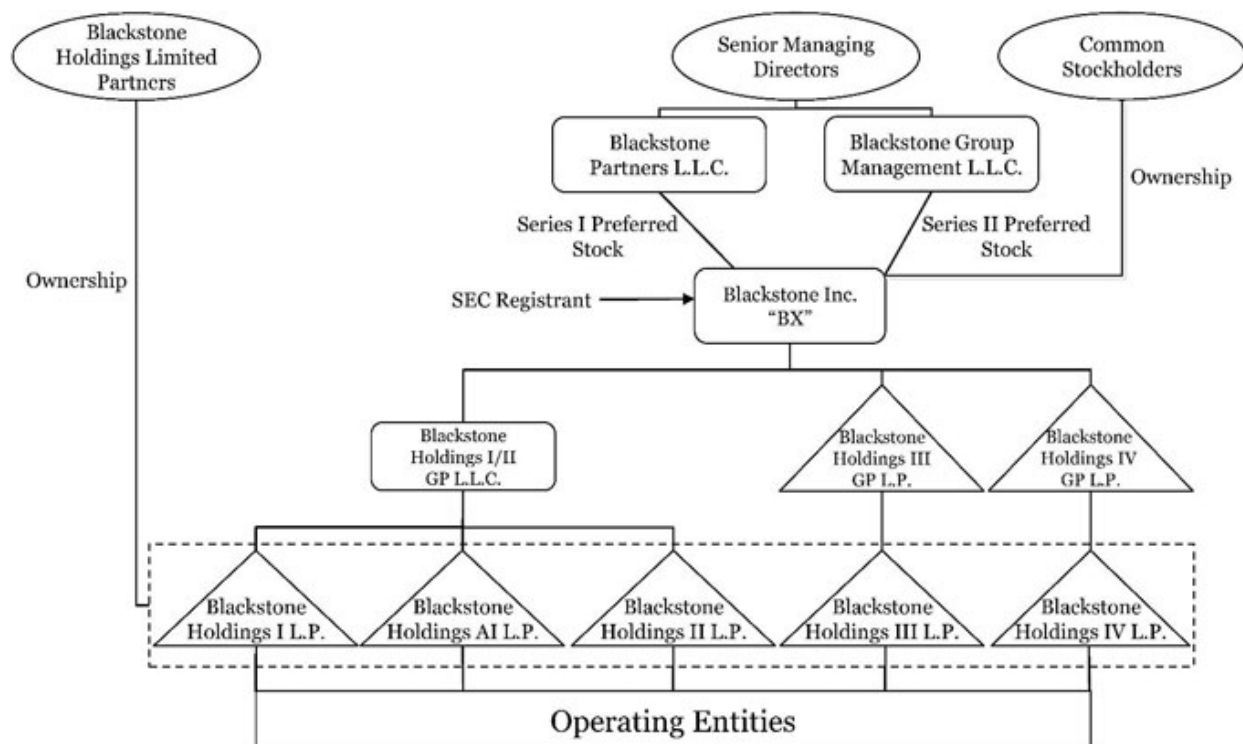 Blackstone
Holdings Limited
Partners
Senior Managing
Directors
Common
Stockholders
Blackstone
Partners L.L.C.
Blackstone Group
Management L.L.C.
Ownership
Series I Preferred
Stock
Series II Preferred
Stock
Ownership
SEC Registrant
Blackstone Inc.
“BX”
Blackstone
Holdings I/II
GP L.L.C.
Blackstone
Holdings III
GP L.P.
Blackstone
Holdings IV
GP L.P.
Blackstone
Holdings I L.P.
Blackstone
Holdings AI L.P.
Blackstone
Holdings II L.P.
Blackstone
Holdings III L.P.
Blackstone
Holdings IV L.P.
Operating Entities